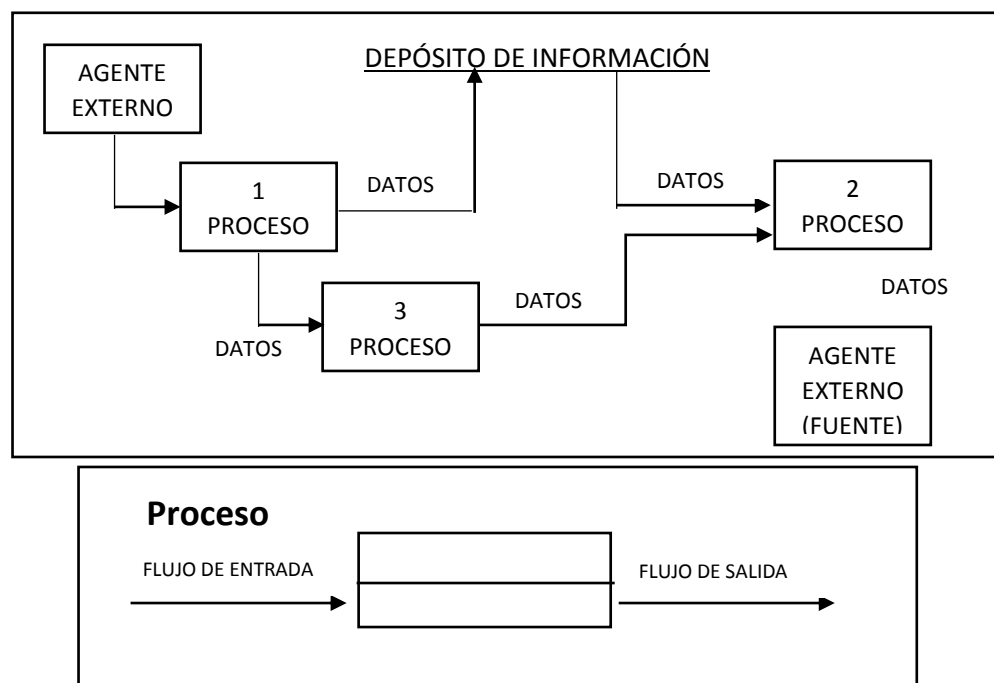 AGENTE
EXTERNO
DEPÓSITO DE INFORMACIÓN
1
PROCESO
DATOS
DATOS
2
PROCESO
DATOS
3
PROCESO
DATOS
DATOS
AGENTE
EXTERNO
(FUENTE)
Proceso
FLUJO DE ENTRADA
FLUJO DE SALIDA